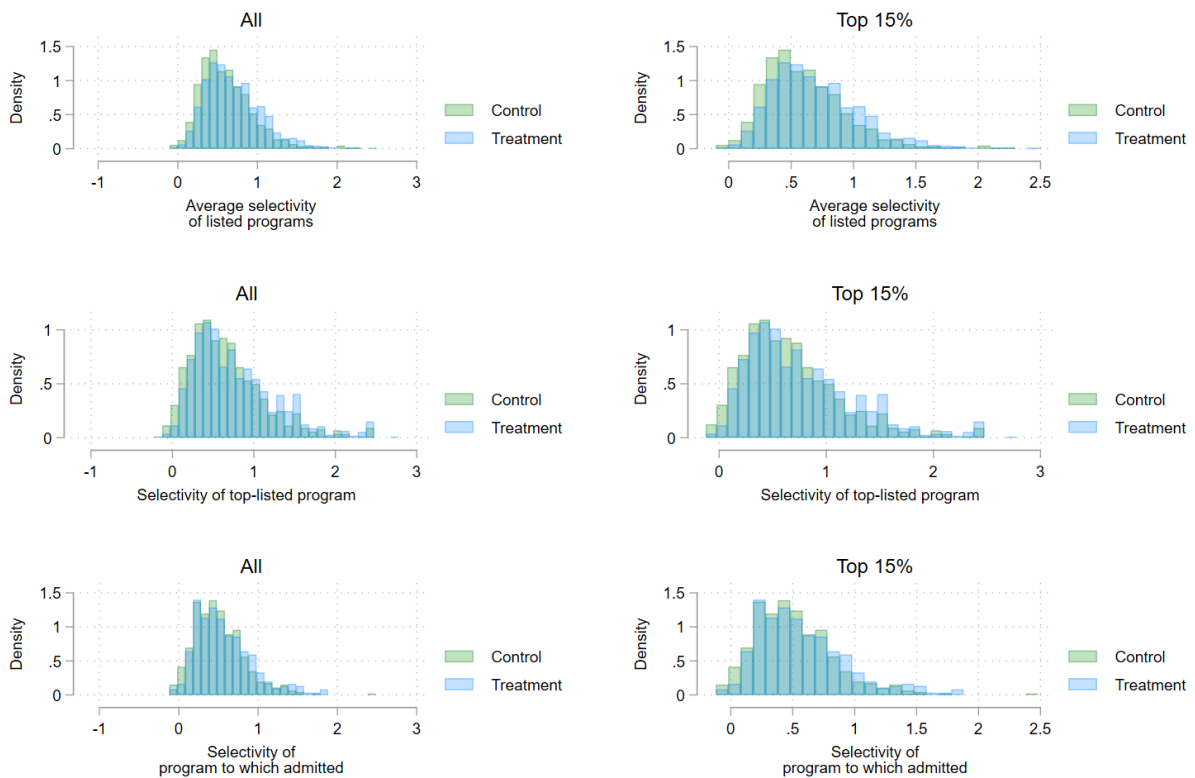 All
Density
1.5
1
.5
0
-1
0
1
2
3
Average selectivity
of listed programs
Control
Treatment
Top 15%
Density
1.5
1
.5
0
0
.5
1
1.5
2
2.5
Average selectivity
of listed programs
Control
Treatment
All
Density
1
.5
0
-1
0
1
2
3
Selectivity of top-listed program
Control
Treatment
Top 15%
Density
1
.5
0
0
1
2
3
Selectivity of top-listed program
Control
Treatment
All
Density
1.5
1
.5
0
-1
0
1
2
3
Selectivity of
program to which admitted
Control
Treatment
Top 15%
Density
1.5
1
.5
0
0
.5
1
1.5
2
2.5
Selectivity of
program to which admitted
Control
Treatment